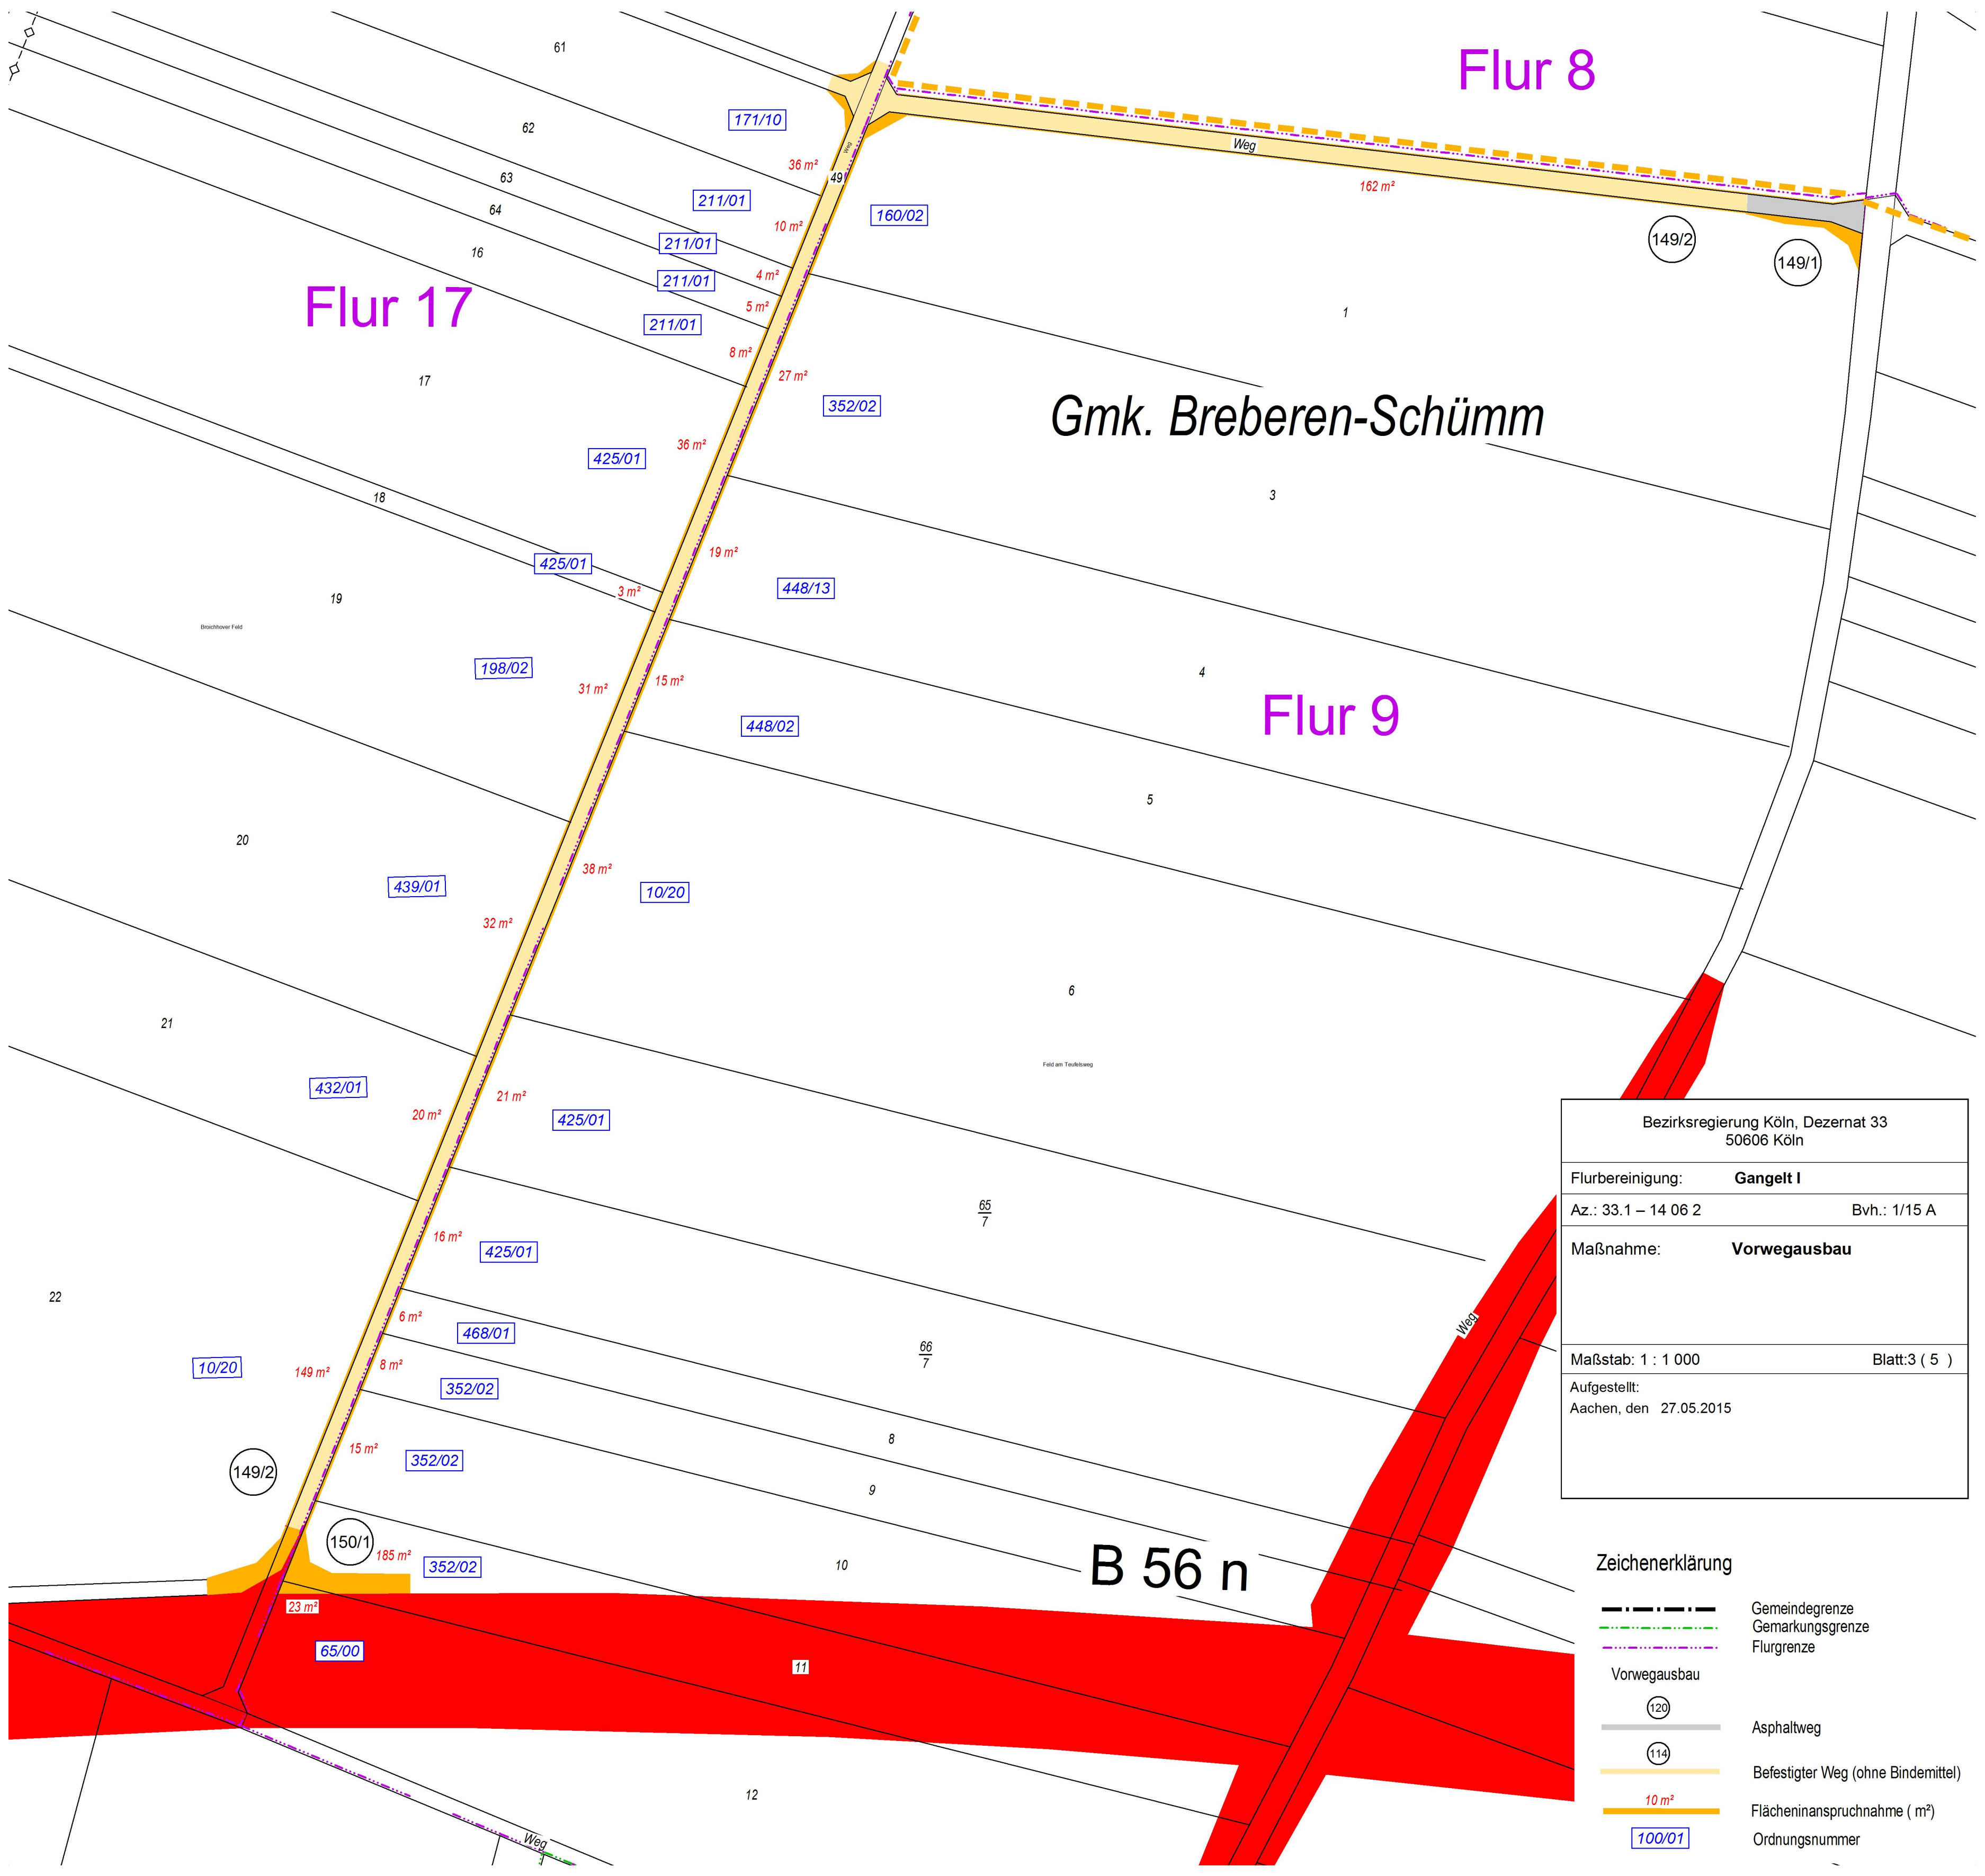 61
Flur 8
171/10
62
Weg
Weg
36 m²
49
162 m²
63
211/01
64
160/02
10 m²
149/2
211/01
16
149/1
4 m²
211/01
5 m²
Flur 17
1
211/01
8 m²
27 m²
17
352/02
Gmk. Breberen-Schümm
36 m²
425/01
18
3
19 m²
425/01
448/13
3 m²
19
Broichhover Feld
198/02
4
15 m²
31 m²
Flur 9
448/02
5
20
38 m²
439/01
10/20
32 m²
6
21
Feld am Teufelsweg
432/01
21 m²
20 m²
425/01
65
7
16 m²
425/01
22
6 m²
Weg
468/01
66
7
10/20
149 m²
8 m²
352/02
8
15 m²
352/02
149/2
9
150/1
185 m²
352/02
10
B 56 n
23 m²
65/00
11
12
Weg
Bezirksregierung Köln, Dezernat 33
50606 Köln
Flurbereinigung: Gangelt I
Az.: 33.1 – 14 06 2 Bvh.: 1/15 A
Maßnahme: Vorwegausbau
Maßstab: 1 : 1 000 Blatt:3 ( 5 )
Aufgestellt:
Aachen, den 27.05.2015
Zeichenerklärung
Gemeindegrenze
Gemarkungsgrenze
Flurgrenze
Vorwegausbau
120
Asphaltweg
114
Befestigter Weg (ohne Bindemittel)
10 m²
Flächeninanspruchnahme ( m²)
100/01
Ordnungsnummer